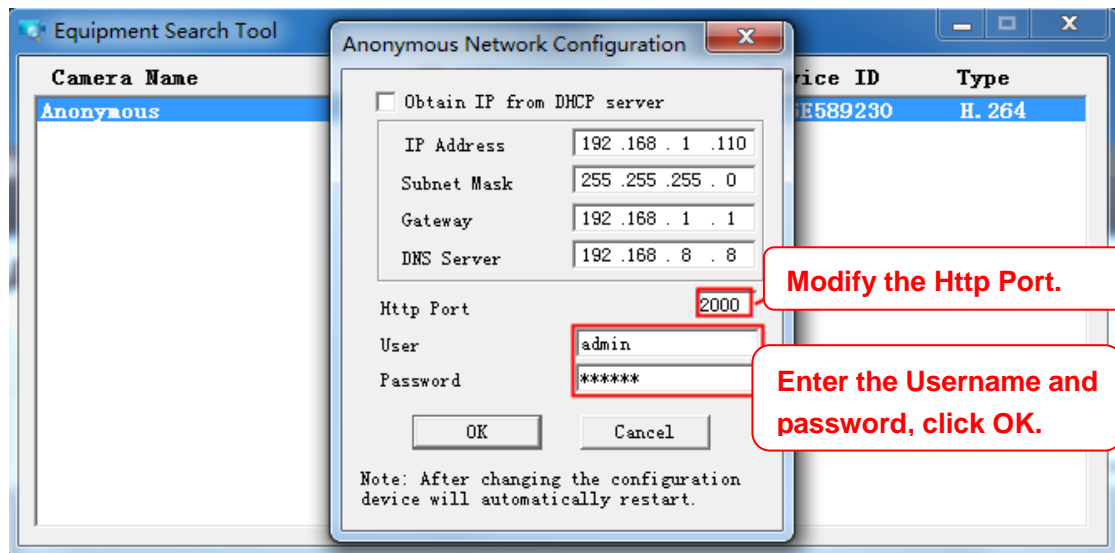 Equipment Search Tool
Anonymous Network Configuration
Camera Name
Type
ID
Anonymous
H.264
Obtain IP from DHCP server
IP Address 192 .168 . 1 .110
Subnet Mask 255 .255 .255 . 0
Gateway 192 .168 . 1 . 1
DNS Server 192 .168 . 8 . 8
Http Port 2000
Modify the Http Port.
User admin
Password ******
Enter the Username and
password, click OK.
OK Cancel
Note: After changing the configuration
device will automatically restart.